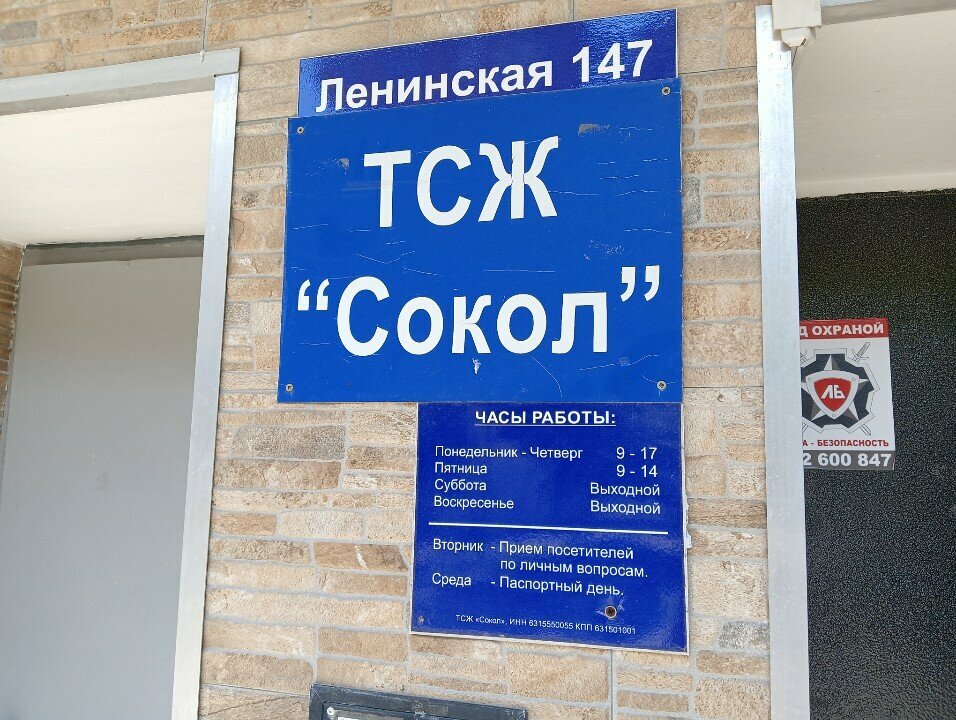 Ленинская 147
ТСЖ
“Сокол”
ЧАСЫ РАБОТЫ:
Понедельник - Четверг 9 - 17
Пятница 9 - 14
Суббота Выходной
Воскресенье Выходной
Вторник - Прием посетителей
по личным вопросам.
Среда - Паспортный день.
ТСЖ «Сокол», ИНН 6315550055 КПП 631501001
ОХРАНОЙ
ЛБ
- БЕЗОПАСНОСТЬ
2 600 847